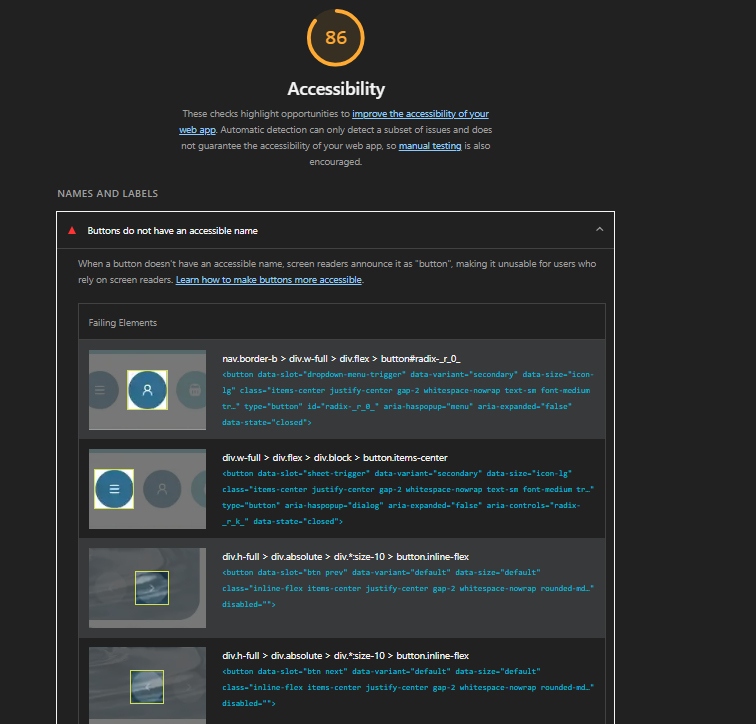 86
Accessibility
These checks highlight opportunities to improve the accessibility of your
web app. Automatic detection can only detect a subset of issues and does
not guarantee the accessibility of your web app, so manual testing is also
encouraged.
NAMES AND LABELS
Buttons do not have an accessible name
When a button doesn't have an accessible name, screen readers announce it as "button", making it unusable for users who
rely on screen readers. Learn how to make buttons more accessible.
Failing Elements
nav.border-b > div.w-full > div.flex > button#radix-_r_0_
<button data-slot="dropdown-menu-trigger" data-variant="secondary" data-size="icon-
lg" class="items-center justify-center gap-2 whitespace-nowrap text-sm font-medium
tr…" type="button" id="radix-_r_0_" aria-haspopup="menu" aria-expanded="false"
data-state="closed">
div.w-full > div.flex > div.block > button.items-center
<button data-slot="sheet-trigger" data-variant="secondary" data-size="icon-lg"
class="items-center justify-center gap-2 whitespace-nowrap text-sm font-medium tr…"
type="button" aria-haspopup="dialog" aria-expanded="false" aria-controls="radix-
_r_k_" data-state="closed">
div.h-full > div.absolute > div.*:size-10 > button.inline-flex
<button data-slot="btn prev" data-variant="default" data-size="default"
class="inline-flex items-center justify-center gap-2 whitespace-nowrap rounded-md…"
disabled="">
div.h-full > div.absolute > div.*:size-10 > button.inline-flex
<button data-slot="btn next" data-variant="default" data-size="default"
class="inline-flex items-center justify-center gap-2 whitespace-nowrap rounded-md…"
disabled="">